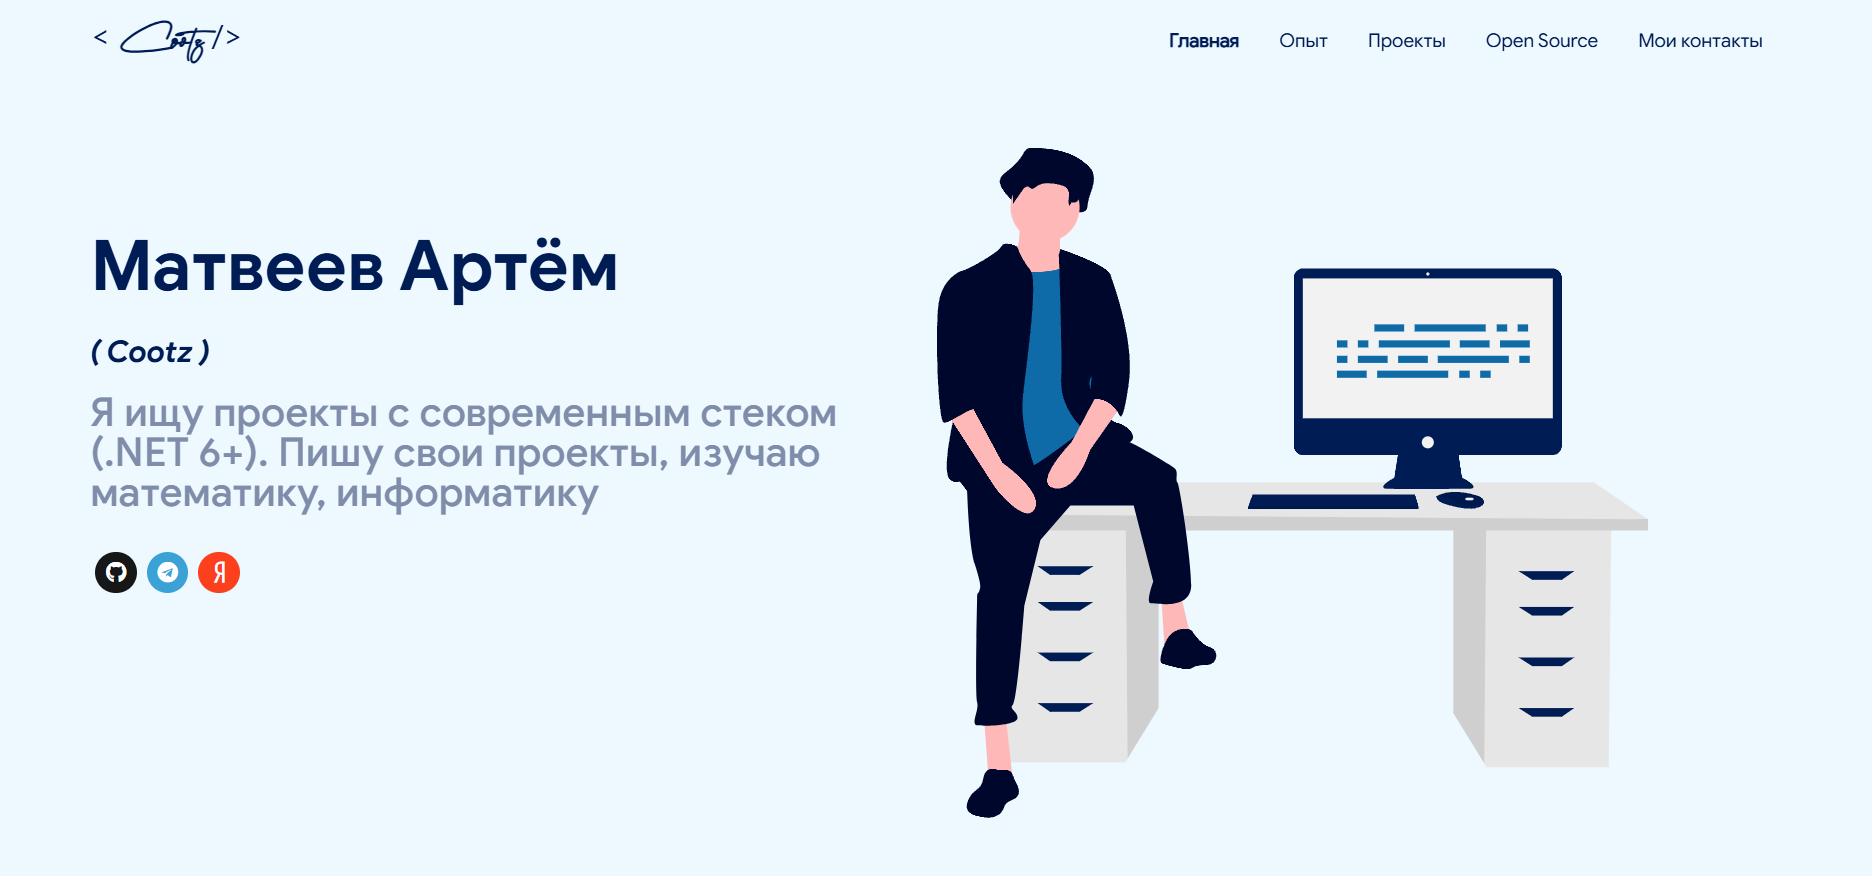 < Cootz />
Главная Опыт Проекты Open Source Мои контакты
Матвеев Артём
( Cootz )
Я ищу проекты с современным стеком
(.NET 6+). Пишу свои проекты, изучаю
математику, информатику
Я